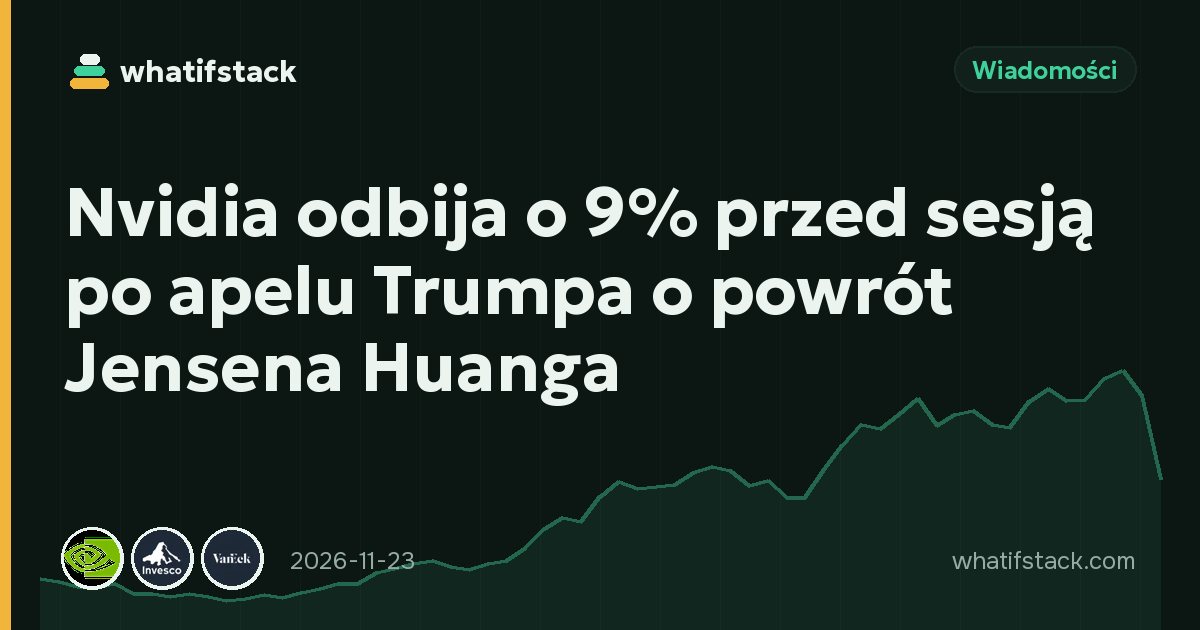 whatifstack
Wiadomości
Nvidia odbija o 9% przed sesją
po apelu Trumpa o powrót
Jensena Huanga
Invesco
VanEck
2026-11-23
whatifstack.com